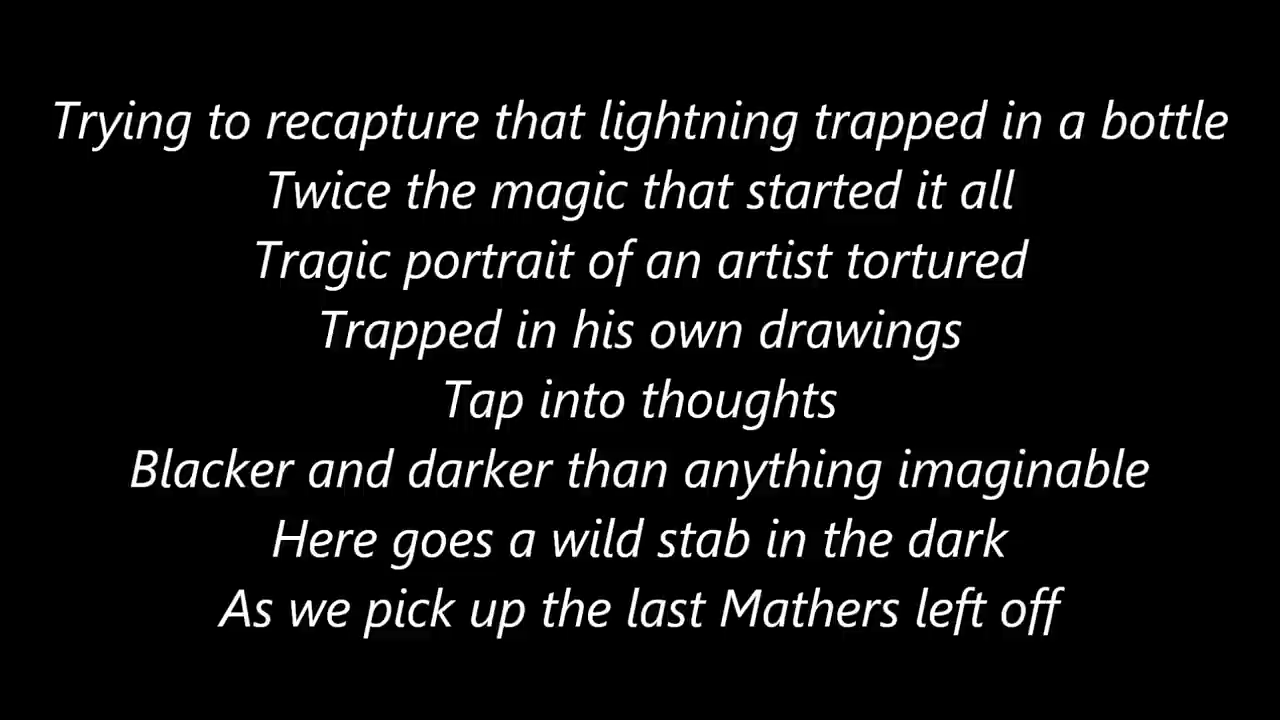 Trying to recapture that lightning trapped in a bottle
Twice the magic that started it all
Tragic portrait of an artist tortured
Trapped in his own drawings
Tap into thoughts
Blacker and darker than anything imaginable
Here goes a wild stab in the dark
As we pick up the last Mathers left off